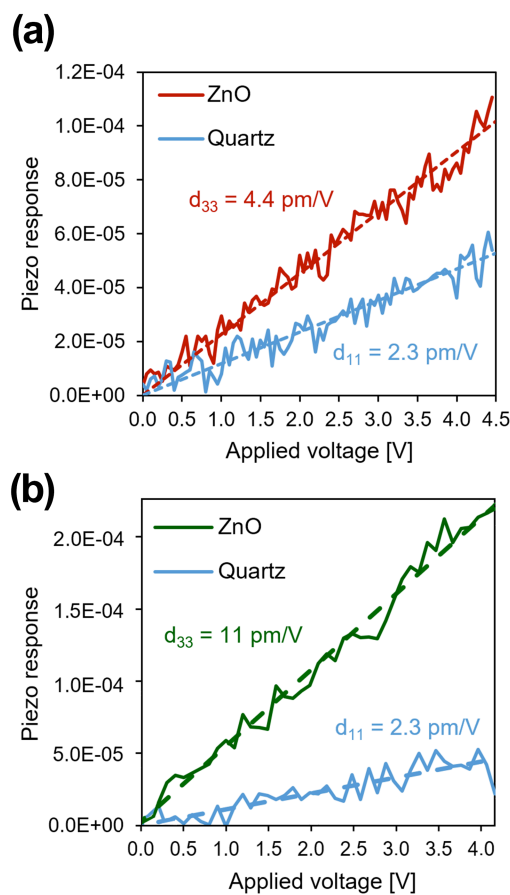 (a)
1.2E-04
1.0E-04
8.0E-05
6.0E-05
4.0E-05
2.0E-05
0.0E+00
Piezo response
ZnO
Quartz
d33 = 4.4 pm/V
d11 = 2.3 pm/V
0.0 0.5 1.0 1.5 2.0 2.5 3.0 3.5 4.0 4.5
Applied voltage [V]
(b)
2.0E-04
1.5E-04
1.0E-04
5.0E-05
0.0E+00
Piezo response
ZnO
Quartz
d33 = 11 pm/V
d11 = 2.3 pm/V
0.0 0.5 1.0 1.5 2.0 2.5 3.0 3.5 4.0
Applied voltage [V]